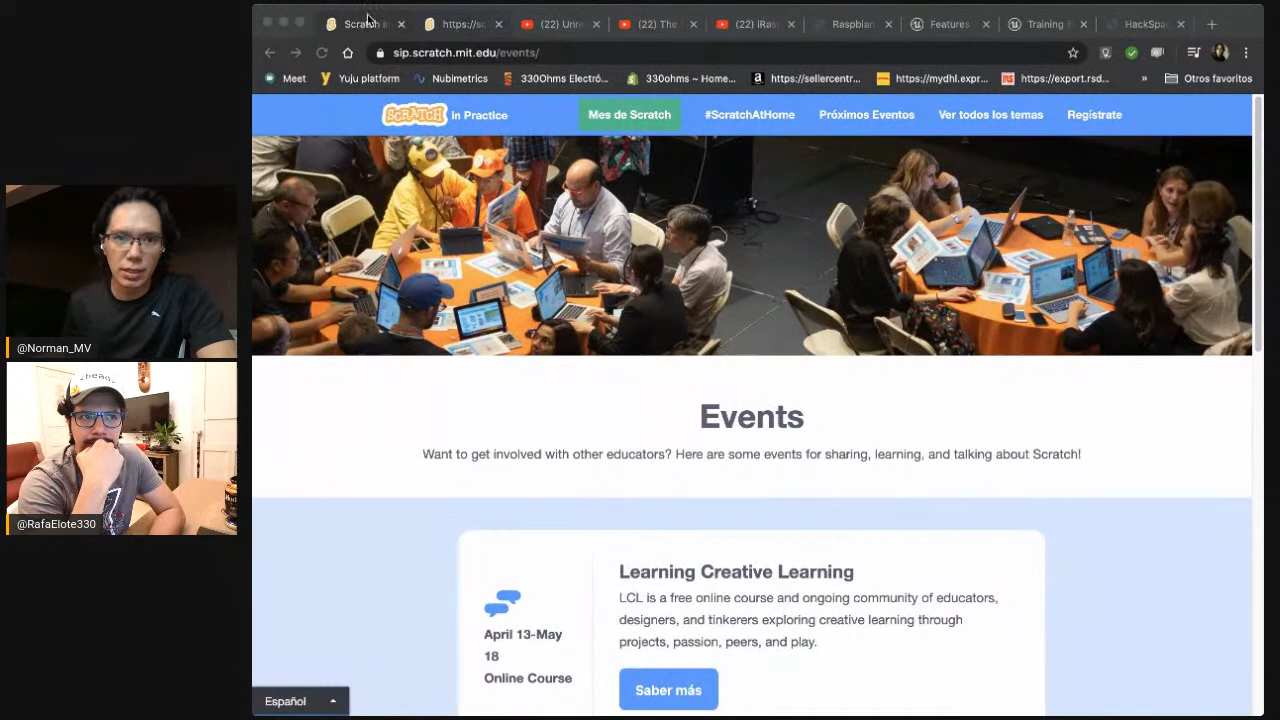 Scratch in
https://sc
(22) Unre
(22) The
(22) iRas
Raspbian
Features
Training &
HackSpa
sip.scratch.mit.edu/events/
Meet
Yuju platform
Nubimetrics
330Ohms Electró...
330ohms ~ Home...
https://sellercentr...
https://mydhl.expr...
https://export.rsd...
»
Otros favoritos
SCRATCH in Practice
Mes de Scratch
#ScratchAtHome
Próximos Eventos
Ver todos los temas
Regístrate
@Norman_MV
@RafaElote330
Events
Want to get involved with other educators? Here are some events for sharing, learning, and talking about Scratch!
April 13-May
18
Online Course
Learning Creative Learning
LCL is a free online course and ongoing community of educators,
designers, and tinkerers exploring creative learning through
projects, passion, peers, and play.
Saber más
Español